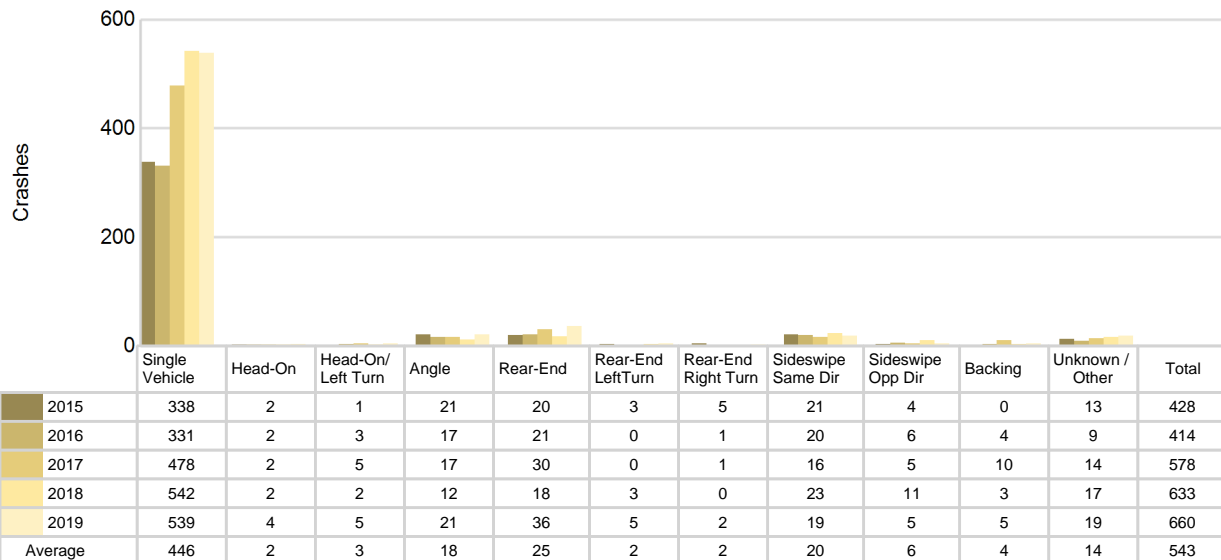 600
400
200
0
Crashes
Single Vehicle Head-On Head-On/ Left Turn Angle Rear-End Rear-End LeftTurn Rear-End Right Turn Sideswipe Same Dir Sideswipe Opp Dir Backing Unknown / Other Total
2015 338 2 1 21 20 3 5 21 4 0 13 428
2016 331 2 3 17 21 0 1 20 6 4 9 414
2017 478 2 5 17 30 0 1 16 5 10 14 578
2018 542 2 2 12 18 3 0 23 11 3 17 633
2019 539 4 5 21 36 5 2 19 5 5 19 660
Average 446 2 3 18 25 2 2 20 6 4 14 543